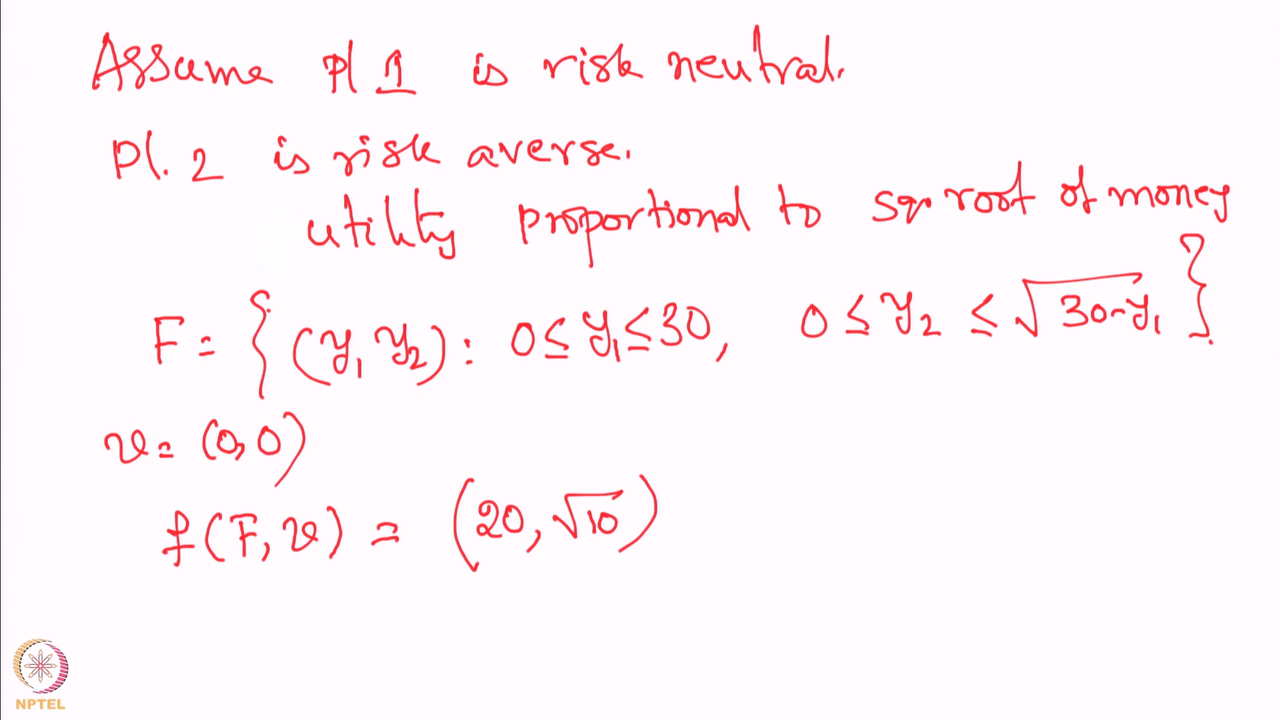 Assume pl 1 is risk neutral.
Pl. 2 is risk averse.
utility proportional to sq. root of money
F = { (y₁, y₂) : 0 ≤ y₁ ≤ 30, 0 ≤ y₂ ≤ √(30-y₁) }
v = (0, 0)
f(F, v) = (20, √10)
NPTEL